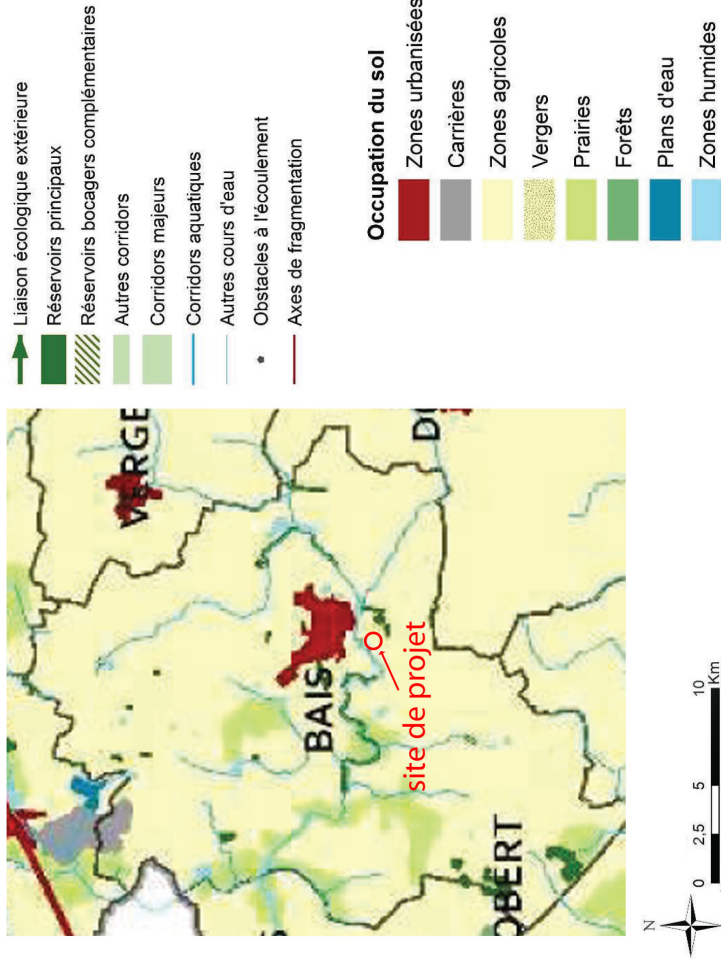 Liaison écologique extérieure
Réservoirs principaux
Réservoirs bocagers complémentaires
Autres corridors
Corridors majeurs
Corridors aquatiques
Autres cours d'eau
Obstacles à l'écoulement
Axes de fragmentation
Occupation du sol
Zones urbanisées
Carrières
Zones agricoles
Vergers
Prairies
Forêts
Plans d'eau
Zones humides
VERGE
BAIS
site de projet
OBERT
N
0 2,5 5 10
Km